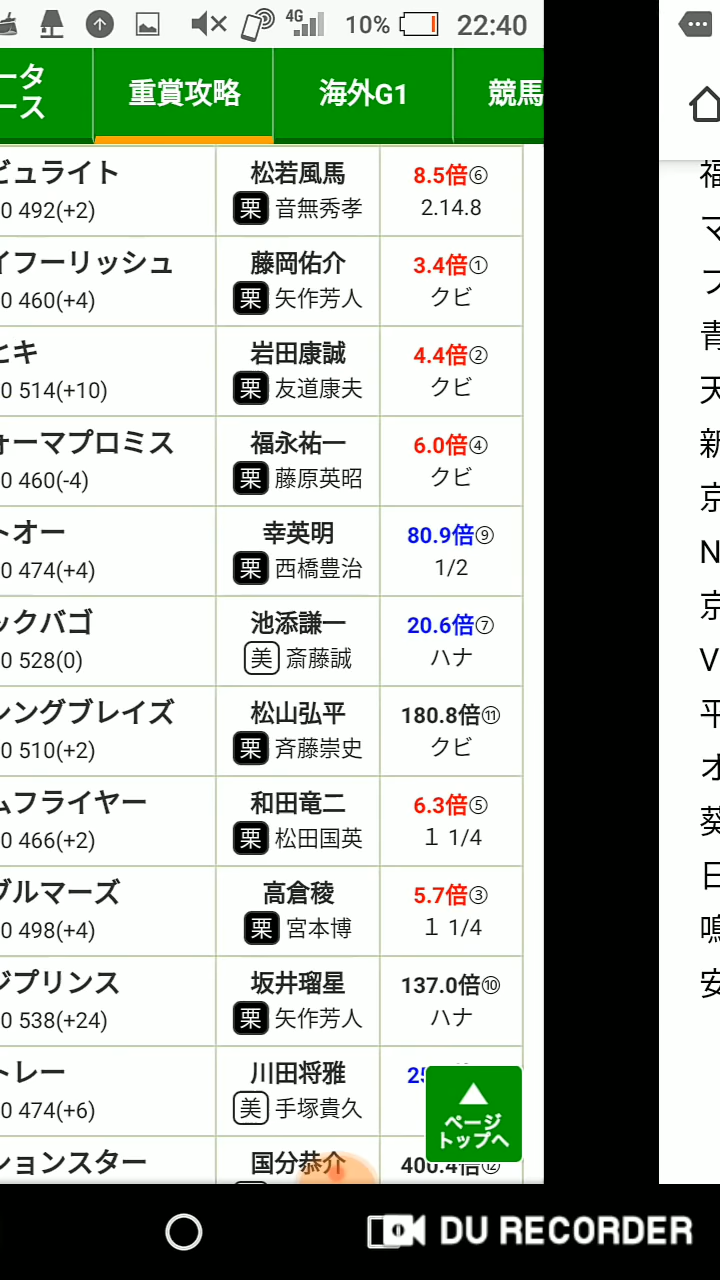 4G 10% 22:40
ータ
ース
重賞攻略
海外G1
競馬
ビュライト 松若風馬 8.5倍⑥
0 492(+2) 栗 音無秀孝 2.14.8
イフーリッシュ 藤岡佑介 3.4倍①
0 460(+4) 栗 矢作芳人 クビ
ヒキ 岩田康誠 4.4倍②
0 514(+10) 栗 友道康夫 クビ
ォーマプロミス 福永祐一 6.0倍④
0 460(-4) 栗 藤原英昭 クビ
トオー 幸英明 80.9倍⑨
0 474(+4) 栗 西橋豊治 1/2
ックバゴ 池添謙一 20.6倍⑦
0 528(0) 美 斎藤誠 ハナ
シングブレイズ 松山弘平 180.8倍⑪
0 510(+2) 栗 斉藤崇史 クビ
ムフライヤー 和田竜二 6.3倍⑤
0 466(+2) 栗 松田国英 1 1/4
ブルマーズ 高倉稜 5.7倍③
0 498(+4) 栗 宮本博 1 1/4
ジプリンス 坂井瑠星 137.0倍⑩
0 538(+24) 栗 矢作芳人 ハナ
トレー 川田将雅
0 474(+6) 美 手塚貴久
ションスター 国分恭介 400.4倍⑫
ページ
トップへ
福
マ
フ
青
天
新
京
N
京
V
平
オ
葵
日
鳴
安
DU RECORDER